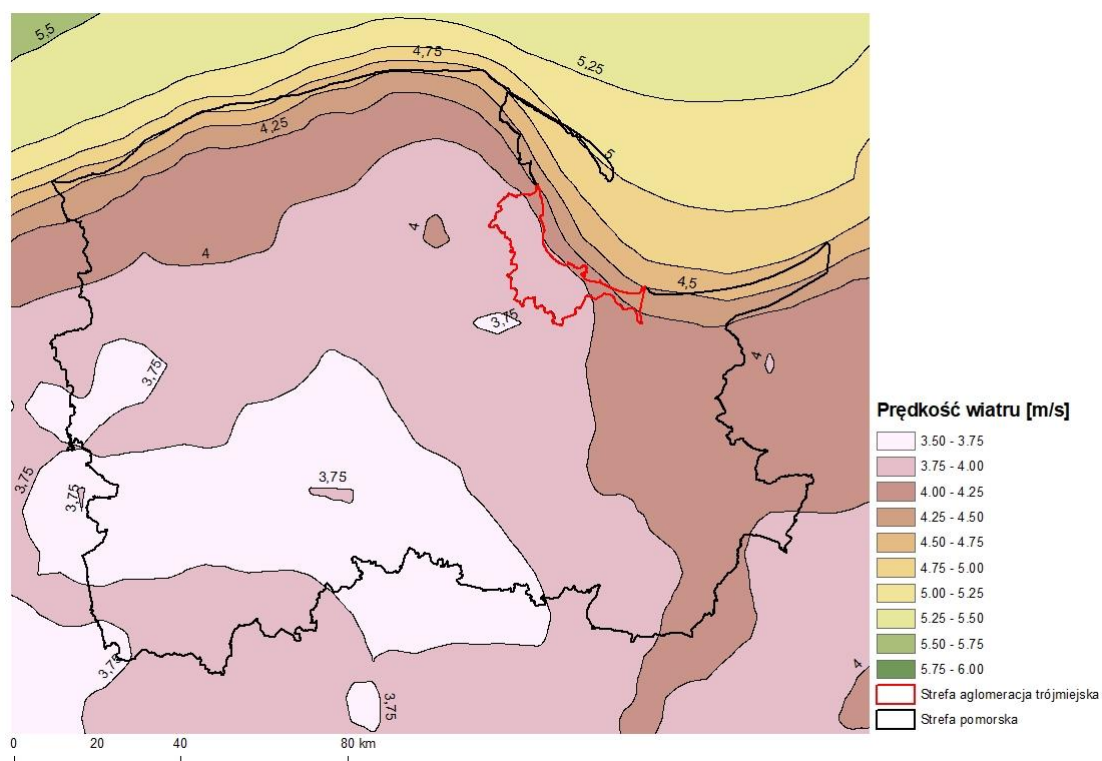 5,5
4,75
5,25
4,25
5
4
4
4,5
3,75
4
3,75
3,75
3,75
3,75
3,75
3,75
4
Prędkość wiatru [m/s]
3.50 - 3.75
3.75 - 4.00
4.00 - 4.25
4.25 - 4.50
4.50 - 4.75
4.75 - 5.00
5.00 - 5.25
5.25 - 5.50
5.50 - 5.75
5.75 - 6.00
Strefa aglomeracja trójmiejska
Strefa pomorska
0 20 40 80 km